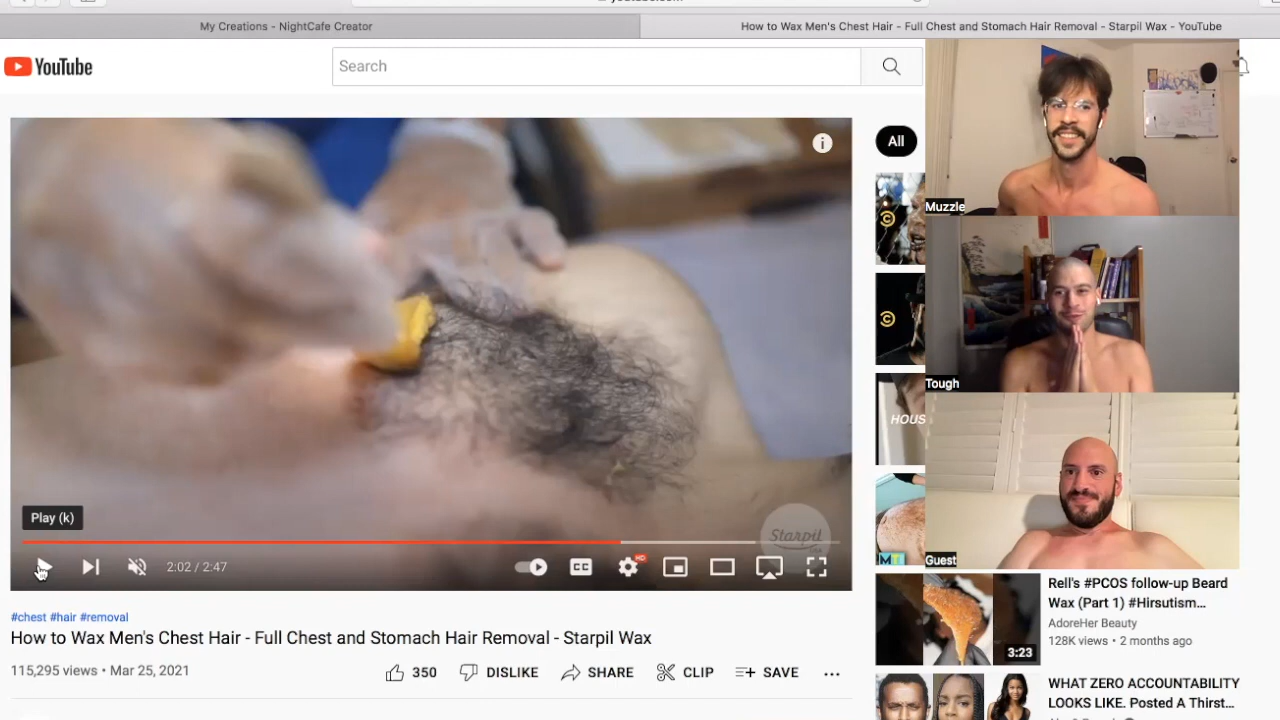 My Creations - NightCafe Creator
How to Wax Men's Chest Hair - Full Chest and Stomach Hair Removal - Starpil Wax - YouTube
YouTube
Search
All
Muzzle
Tough
HOUS
Guest
Play (k)
Starpil
2:02 / 2:47
CC
HD
#chest #hair #removal
How to Wax Men's Chest Hair - Full Chest and Stomach Hair Removal - Starpil Wax
115,295 views • Mar 25, 2021
350
DISLIKE
SHARE
CLIP
SAVE
Rell's #PCOS follow-up Beard
Wax (Part 1) #Hirsutism...
AdoreHer Beauty
128K views • 2 months ago
3:23
WHAT ZERO ACCOUNTABILITY
LOOKS LIKE. Posted A Thirst...